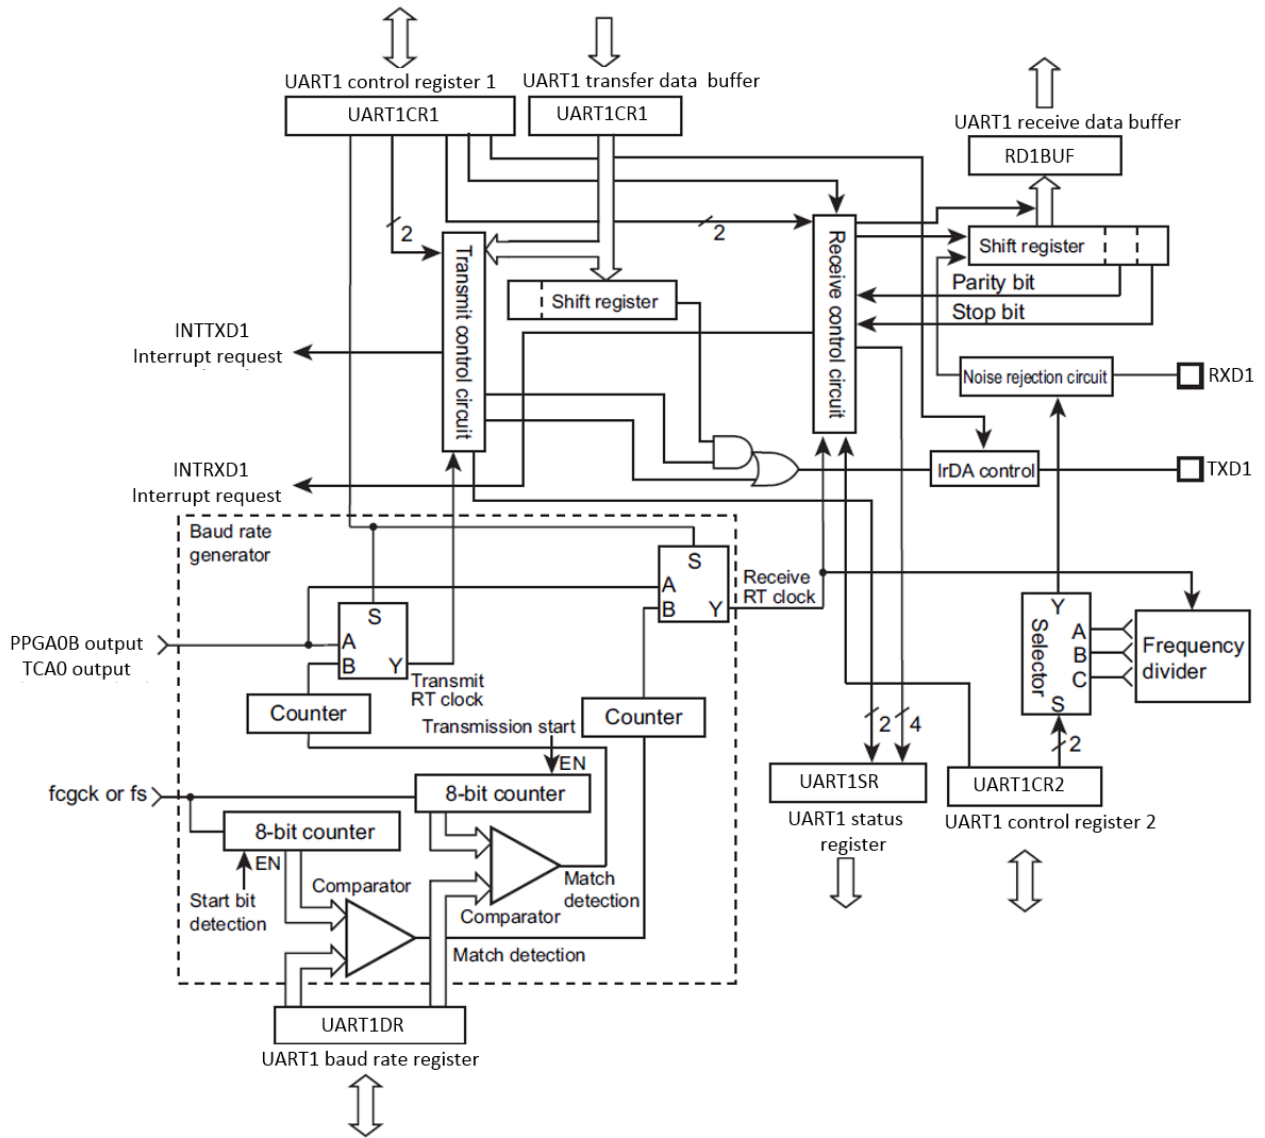 UART1 control register 1
UART1CR1
UART1 transfer data buffer
UART1CR1
UART1 receive data buffer
RD1BUF
2
2
Transmit control circuit
Receive control circuit
Shift register
Shift register
Parity bit
Stop bit
INTTXD1
Interrupt request
Noise rejection circuit
RXD1
INTRXD1
Interrupt request
IrDA control
TXD1
Baud rate
generator
S
A
B
Y
Receive
RT clock
S
A
B
Y
Transmit
RT clock
PPGA0B output
TCA0 output
Y
Selector
A
B
C
S
Frequency
divider
Counter
Counter
Transmission start
EN
2
4
2
fcgck or fs
8-bit counter
8-bit counter
EN
Start bit
detection
Comparator
Comparator
Match
detection
Match detection
UART1SR
UART1 status
register
UART1CR2
UART1 control register 2
UART1DR
UART1 baud rate register